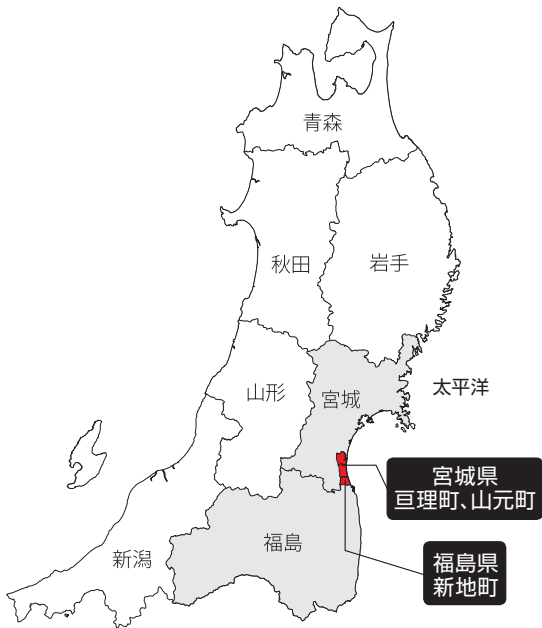 青森
秋田
岩手
山形
宮城
太平洋
宮城県
亘理町、山元町
福島
新潟
福島県
新地町